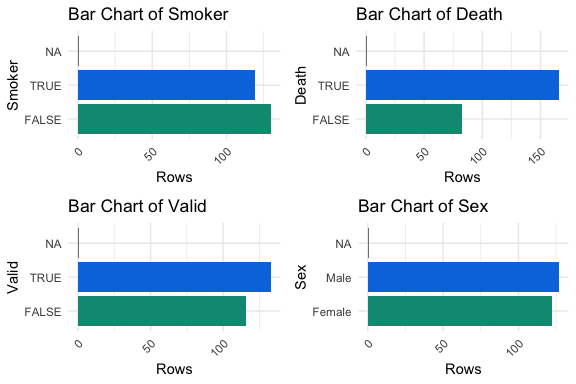 Bar Chart of Smoker
Smoker
NA
TRUE
FALSE
0
50
100
Rows
Bar Chart of Death
Death
NA
TRUE
FALSE
0
50
100
150
Rows
Bar Chart of Valid
Valid
NA
TRUE
FALSE
0
50
100
Rows
Bar Chart of Sex
Sex
NA
Male
Female
0
50
100
Rows